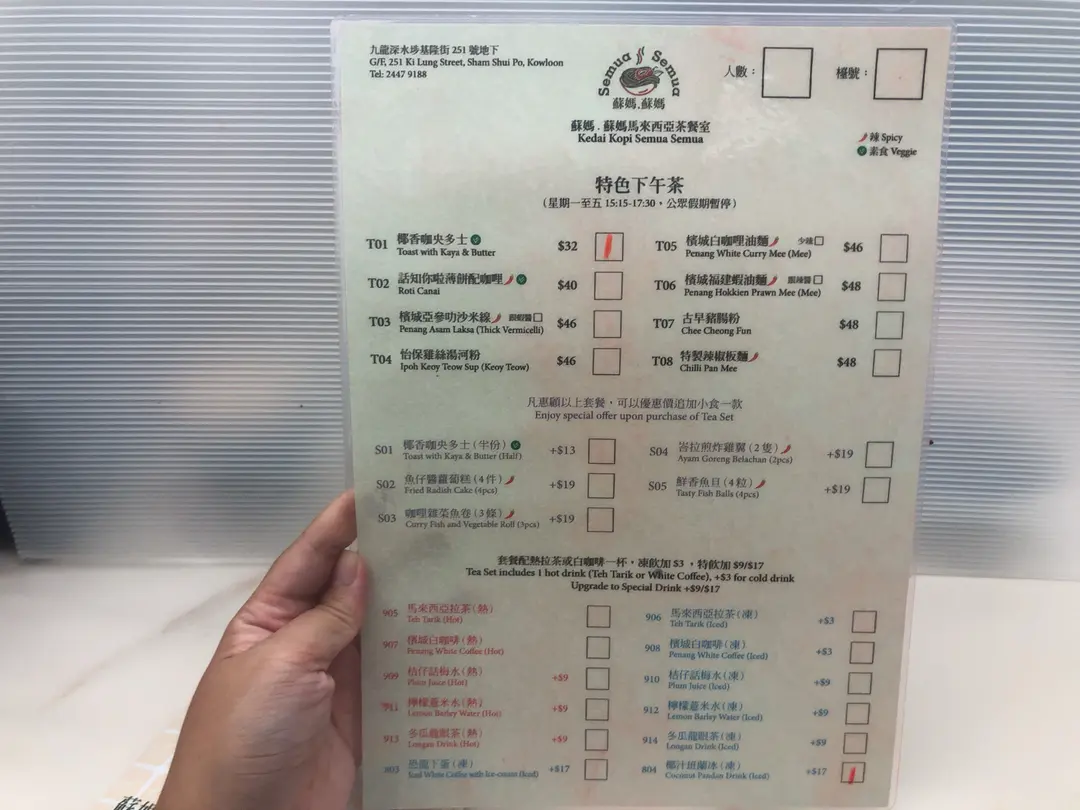 九龍深水埗基隆街 251 號地下
G/F, 251 Ki Lung Street, Sham Shui Po, Kowloon
Tel: 2447 9188
Semua Semua
蘇媽.蘇媽
人數：
檯號：
蘇媽．蘇媽馬來西亞茶餐室
Kedai Kopi Semua Semua
辣 Spicy
素食 Veggie
特色下午茶
（星期一至五 15:15-17:30，公眾假期暫停）
T01 椰香咖央多士 $32
Toast with Kaya & Butter
T02 話知你啦薄餅配咖哩 $40
Roti Canai
T03 檳城亞參叻沙米線 跟蝦醬 $46
Penang Asam Laksa (Thick Vermicelli)
T04 怡保雞絲湯河粉 $46
Ipoh Keoy Teow Sup (Keoy Teow)
T05 檳城白咖哩油麵 少辣 $46
Penang White Curry Mee (Mee)
T06 檳城福建蝦油麵 跟辣醬 $48
Penang Hokkien Prawn Mee (Mee)
T07 古早豬腸粉 $48
Chee Cheong Fun
T08 特製辣椒板麵 $48
Chilli Pan Mee
凡惠顧以上套餐，可以優惠價追加小食一款
Enjoy special offer upon purchase of Tea Set
S01 椰香咖央多士（半份） +$13
Toast with Kaya & Butter (Half)
S02 魚仔醬蘿蔔糕（4 件） +$19
Fried Radish Cake (4pcs)
S03 咖哩雜菜魚卷（3 條） +$19
Curry Fish and Vegetable Roll (3pcs)
S04 峇拉煎炸雞翼（2 隻） +$19
Ayam Goreng Belachan (2pcs)
S05 鮮香魚旦（4 粒） +$19
Tasty Fish Balls (4pcs)
套餐配熱拉茶或白咖啡一杯，凍飲加 $3，特飲加 $9/$17
Tea Set includes 1 hot drink (Teh Tarik or White Coffee), +$3 for cold drink
Upgrade to Special Drink +$9/$17
905 馬來西亞拉茶（熱）
Teh Tarik (Hot)
907 檳城白咖啡（熱）
Penang White Coffee (Hot)
909 桔仔話梅水（熱） +$9
Plum Juice (Hot)
911 檸檬薏米水（熱） +$9
Lemon Barley Water (Hot)
913 冬瓜龍眼茶（熱） +$9
Longan Drink (Hot)
803 恐龍下蛋（凍） +$17
Iced White Coffee with Ice-cream (Iced)
906 馬來西亞拉茶（凍） +$3
Teh Tarik (Iced)
908 檳城白咖啡（凍） +$3
Penang White Coffee (Iced)
910 桔仔話梅水（凍） +$9
Plum Juice (Iced)
912 檸檬薏米水（凍） +$9
Lemon Barley Water (Iced)
914 冬瓜龍眼茶（凍） +$9
Longan Drink (Iced)
804 椰汁斑蘭冰（凍） +$17
Coconut Pandan Drink (Iced)